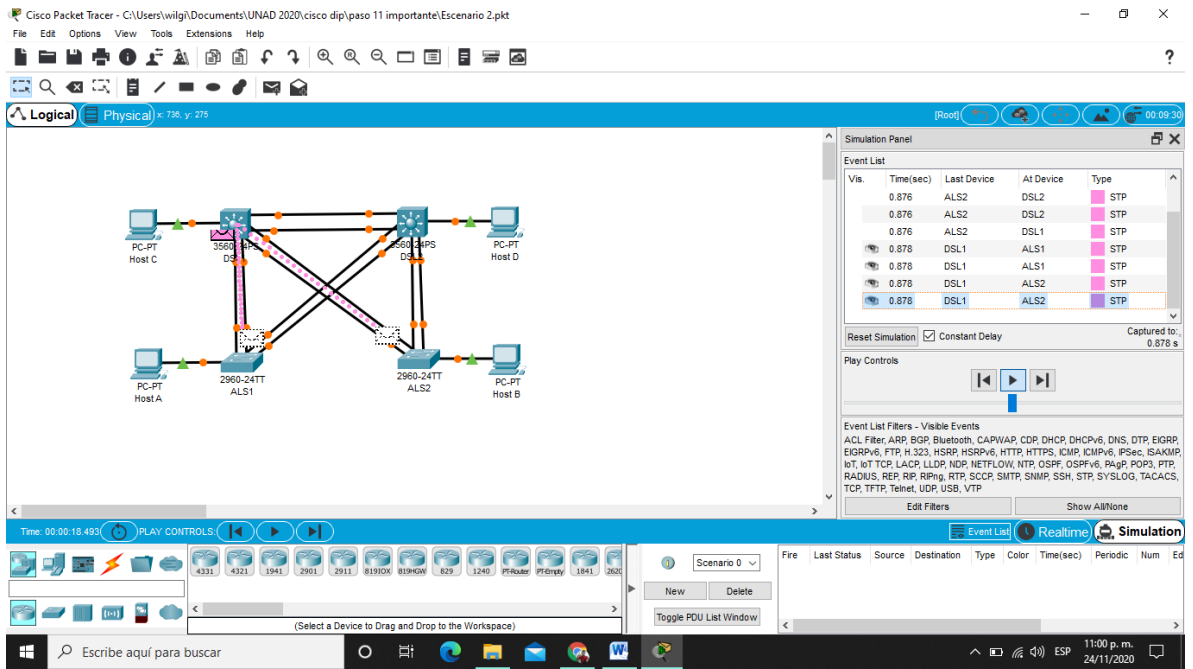 Cisco Packet Tracer - C:\Users\wilgi\Documents\UNAD 2020\cisco dip\paso 11 importante\Escenario 2.pkt
File Edit Options View Tools Extensions Help
?
Logical Physical x: 736, y: 275 [Root] 00:09:30
Simulation Panel
Event List
Vis. Time(sec) Last Device At Device Type
0.876 ALS2 DSL2 STP
0.876 ALS2 DSL2 STP
0.876 ALS2 DSL1 STP
0.878 DSL1 ALS1 STP
0.878 DSL1 ALS1 STP
0.878 DSL1 ALS2 STP
0.878 DSL1 ALS2 STP
Reset Simulation Constant Delay Captured to:
0.878 s
Play Controls
Event List Filters - Visible Events
ACL Filter, ARP, BGP, Bluetooth, CAPWAP, CDP, DHCP, DHCPv6, DNS, DTP, EIGRP,
EIGRPv6, FTP, H.323, HSRP, HSRPv6, HTTP, HTTPS, ICMP, ICMPv6, IPSec, ISAKMP,
IoT, IoT TCP, LACP, LLDP, NDP, NETFLOW, NTP, OSPF, OSPFv6, PAgP, POP3, PTP,
RADIUS, REP, RIP, RIPng, RTP, SCCP, SMTP, SNMP, SSH, STP, SYSLOG, TACACS,
TCP, TFTP, Telnet, UDP, USB, VTP
Edit Filters Show All/None
PC-PT
Host C
PC-PT
Host D
PC-PT
Host A
2960-24TT
ALS1
2960-24TT
ALS2
PC-PT
Host B
Time: 00:00:18.493 PLAY CONTROLS: Event List Realtime Simulation
4331 4321 1941 2901 2911 819IOX 819HGW 829 1240 PT-Router PT-Empty 1841 2620
(Select a Device to Drag and Drop to the Workspace)
Scenario 0
New Delete
Toggle PDU List Window
Fire Last Status Source Destination Type Color Time(sec) Periodic Num Ed
Escribe aquí para buscar
ESP
11:00 p. m.
24/11/2020